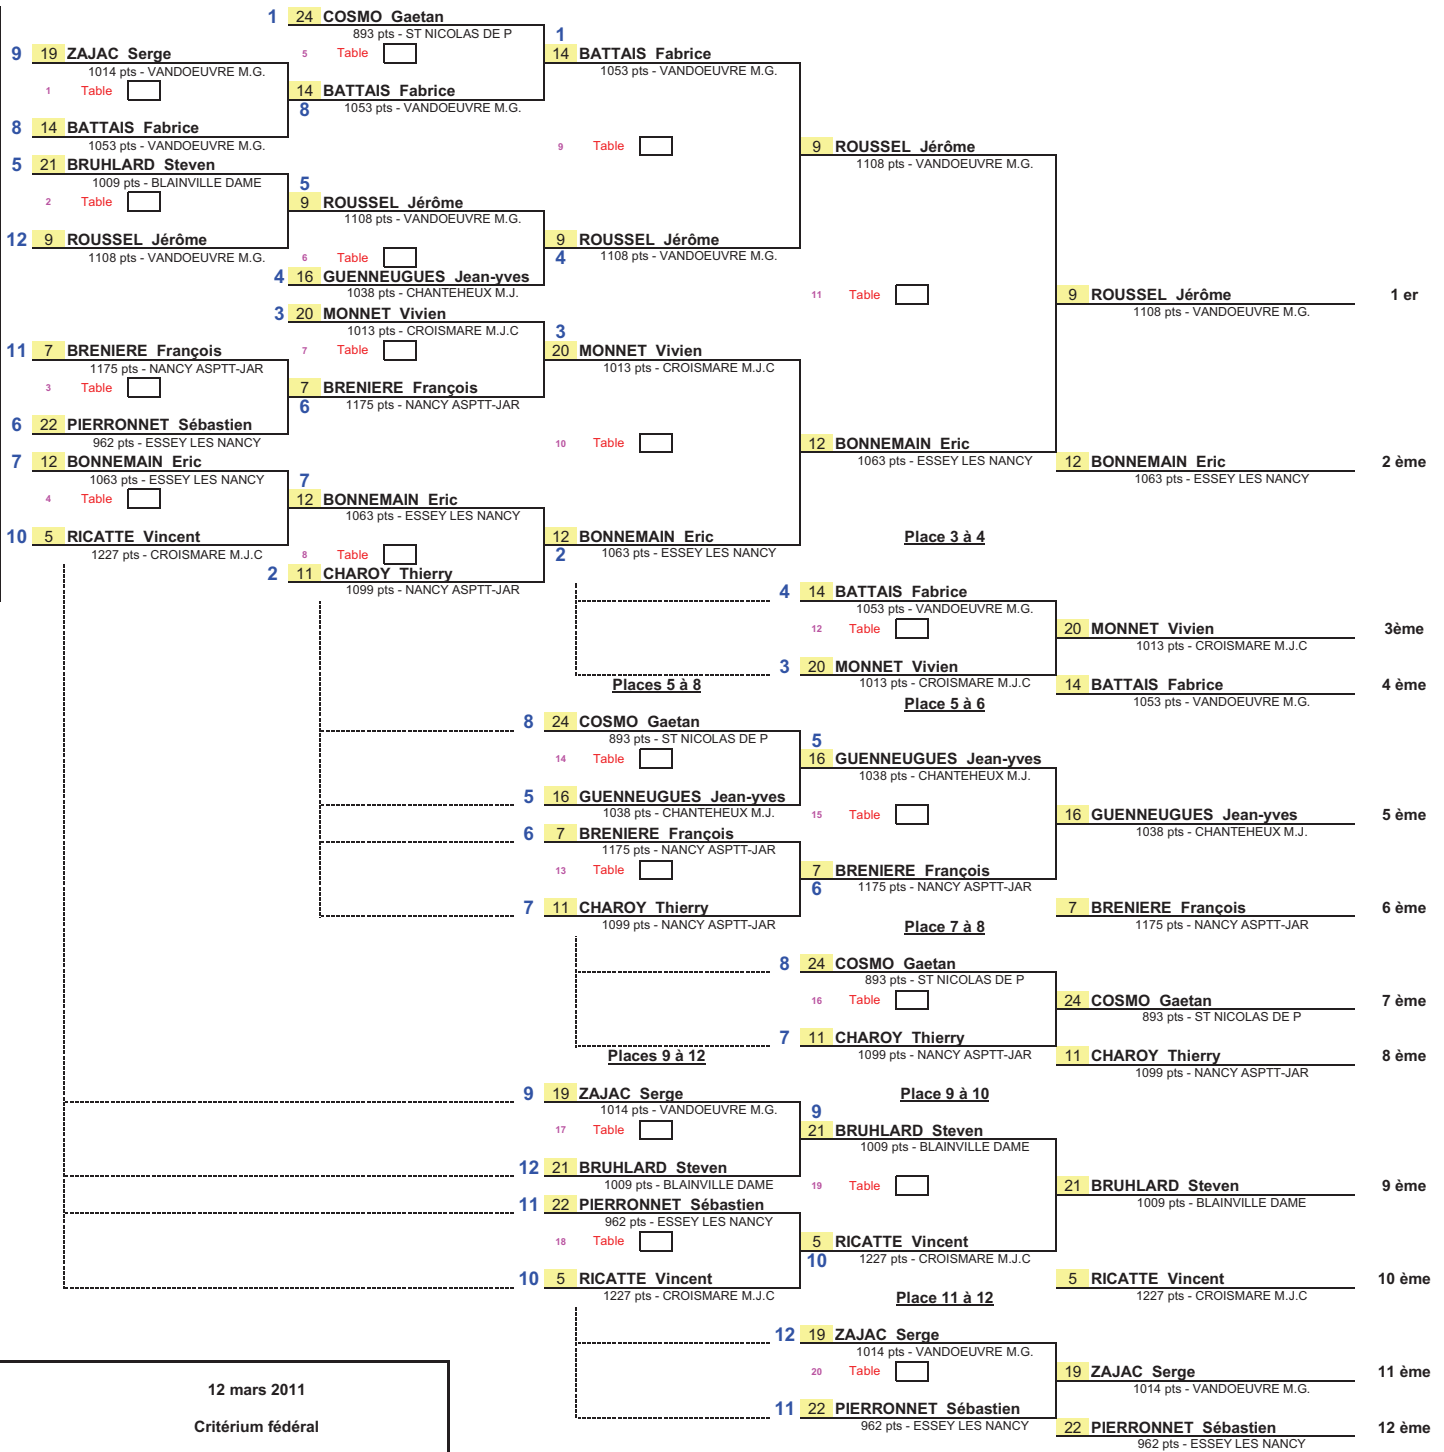 1 24 COSMO Gaetan
893 pts - ST NICOLAS DE P
1
9 19 ZAJAC Serge
5 Table
14 BATTAIS Fabrice
1014 pts - VANDOEUVRE M.G.
1053 pts - VANDOEUVRE M.G.
1 Table
14 BATTAIS Fabrice
8
1053 pts - VANDOEUVRE M.G.
8 14 BATTAIS Fabrice
1053 pts - VANDOEUVRE M.G.
9 Table
9 ROUSSEL Jérôme
1108 pts - VANDOEUVRE M.G.
5 21 BRUHLARD Steven
1009 pts - BLAINVILLE DAME
5
2 Table
9 ROUSSEL Jérôme
1108 pts - VANDOEUVRE M.G.
12 9 ROUSSEL Jérôme
1108 pts - VANDOEUVRE M.G.
9 ROUSSEL Jérôme
4
1108 pts - VANDOEUVRE M.G.
6 Table
4 16 GUENNEUGUES Jean-yves
1038 pts - CHANTEHEUX M.J.
11 Table
9 ROUSSEL Jérôme
1 er
1108 pts - VANDOEUVRE M.G.
3 20 MONNET Vivien
1013 pts - CROISMARE M.J.C
3
11 7 BRENIERE François
7 Table
20 MONNET Vivien
1175 pts - NANCY ASPTT-JAR
1013 pts - CROISMARE M.J.C
3 Table
7 BRENIERE François
6
1175 pts - NANCY ASPTT-JAR
6 22 PIERRONNET Sébastien
962 pts - ESSEY LES NANCY
10 Table
12 BONNEMAIN Eric
1063 pts - ESSEY LES NANCY
7 12 BONNEMAIN Eric
1063 pts - ESSEY LES NANCY
12 BONNEMAIN Eric
2 ème
1063 pts - ESSEY LES NANCY
7
4 Table
12 BONNEMAIN Eric
1063 pts - ESSEY LES NANCY
10 5 RICATTE Vincent
1227 pts - CROISMARE M.J.C
12 BONNEMAIN Eric
2
1063 pts - ESSEY LES NANCY
Place 3 à 4
8 Table
2 11 CHAROY Thierry
1099 pts - NANCY ASPTT-JAR
4 14 BATTAIS Fabrice
1053 pts - VANDOEUVRE M.G.
12 Table
20 MONNET Vivien
3ème
1013 pts - CROISMARE M.J.C
3 20 MONNET Vivien
1013 pts - CROISMARE M.J.C
Places 5 à 8
14 BATTAIS Fabrice
4 ème
1053 pts - VANDOEUVRE M.G.
Place 5 à 6
8 24 COSMO Gaetan
893 pts - ST NICOLAS DE P
5
14 Table
16 GUENNEUGUES Jean-yves
1038 pts - CHANTEHEUX M.J.
5 16 GUENNEUGUES Jean-yves
1038 pts - CHANTEHEUX M.J.
15 Table
16 GUENNEUGUES Jean-yves
5 ème
1038 pts - CHANTEHEUX M.J.
6 7 BRENIERE François
1175 pts - NANCY ASPTT-JAR
13 Table
7 BRENIERE François
6
1175 pts - NANCY ASPTT-JAR
7 11 CHAROY Thierry
1099 pts - NANCY ASPTT-JAR
7 BRENIERE François
6 ème
1175 pts - NANCY ASPTT-JAR
Place 7 à 8
8 24 COSMO Gaetan
893 pts - ST NICOLAS DE P
16 Table
24 COSMO Gaetan
7 ème
893 pts - ST NICOLAS DE P
7 11 CHAROY Thierry
1099 pts - NANCY ASPTT-JAR
Places 9 à 12
11 CHAROY Thierry
8 ème
1099 pts - NANCY ASPTT-JAR
9 19 ZAJAC Serge
1014 pts - VANDOEUVRE M.G.
Place 9 à 10
9
17 Table
21 BRUHLARD Steven
1009 pts - BLAINVILLE DAME
12 21 BRUHLARD Steven
1009 pts - BLAINVILLE DAME
19 Table
21 BRUHLARD Steven
9 ème
1009 pts - BLAINVILLE DAME
11 22 PIERRONNET Sébastien
962 pts - ESSEY LES NANCY
18 Table
5 RICATTE Vincent
10
1227 pts - CROISMARE M.J.C
10 5 RICATTE Vincent
1227 pts - CROISMARE M.J.C
5 RICATTE Vincent
10 ème
1227 pts - CROISMARE M.J.C
Place 11 à 12
12 19 ZAJAC Serge
1014 pts - VANDOEUVRE M.G.
20 Table
19 ZAJAC Serge
11 ème
1014 pts - VANDOEUVRE M.G.
11 22 PIERRONNET Sébastien
962 pts - ESSEY LES NANCY
22 PIERRONNET Sébastien
12 ème
962 pts - ESSEY LES NANCY
12 mars 2011
Critérium fédéral